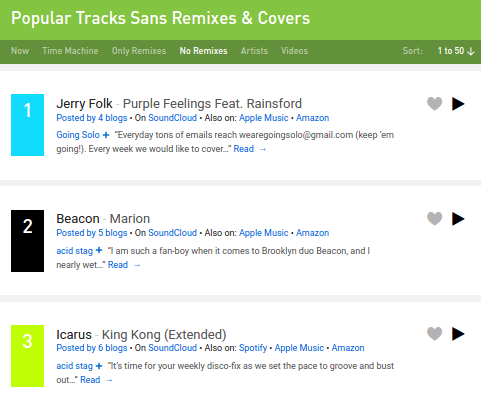 Popular Tracks Sans Remixes & Covers
Now Time Machine Only Remixes No Remixes Artists Videos Sort: 1 to 50 ↓
1 Jerry Folk - Purple Feelings Feat. Rainsford
Posted by 4 blogs • On SoundCloud • Also on: Apple Music • Amazon
Going Solo + “Everyday tons of emails reach wearegoingsolo@gmail.com (keep ’em
going!). Every week we would like to cover…” Read →
2 Beacon - Marion
Posted by 5 blogs • On SoundCloud • Also on: Apple Music • Amazon
acid stag + “I am such a fan-boy when it comes to Brooklyn duo Beacon, and I
nearly wet…” Read →
3 Icarus - King Kong (Extended)
Posted by 6 blogs • On SoundCloud • Also on: Spotify • Apple Music • Amazon
acid stag + “It’s time for your weekly disco-fix as we set the pace to groove and bust
out…” Read →